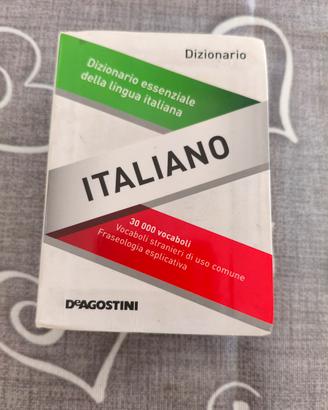 Dizionario
Dizionario essenziale
della lingua italiana
ITALIANO
30 000 vocaboli
Vocaboli stranieri di uso comune
Fraseologia esplicativa
DeAGOSTINI